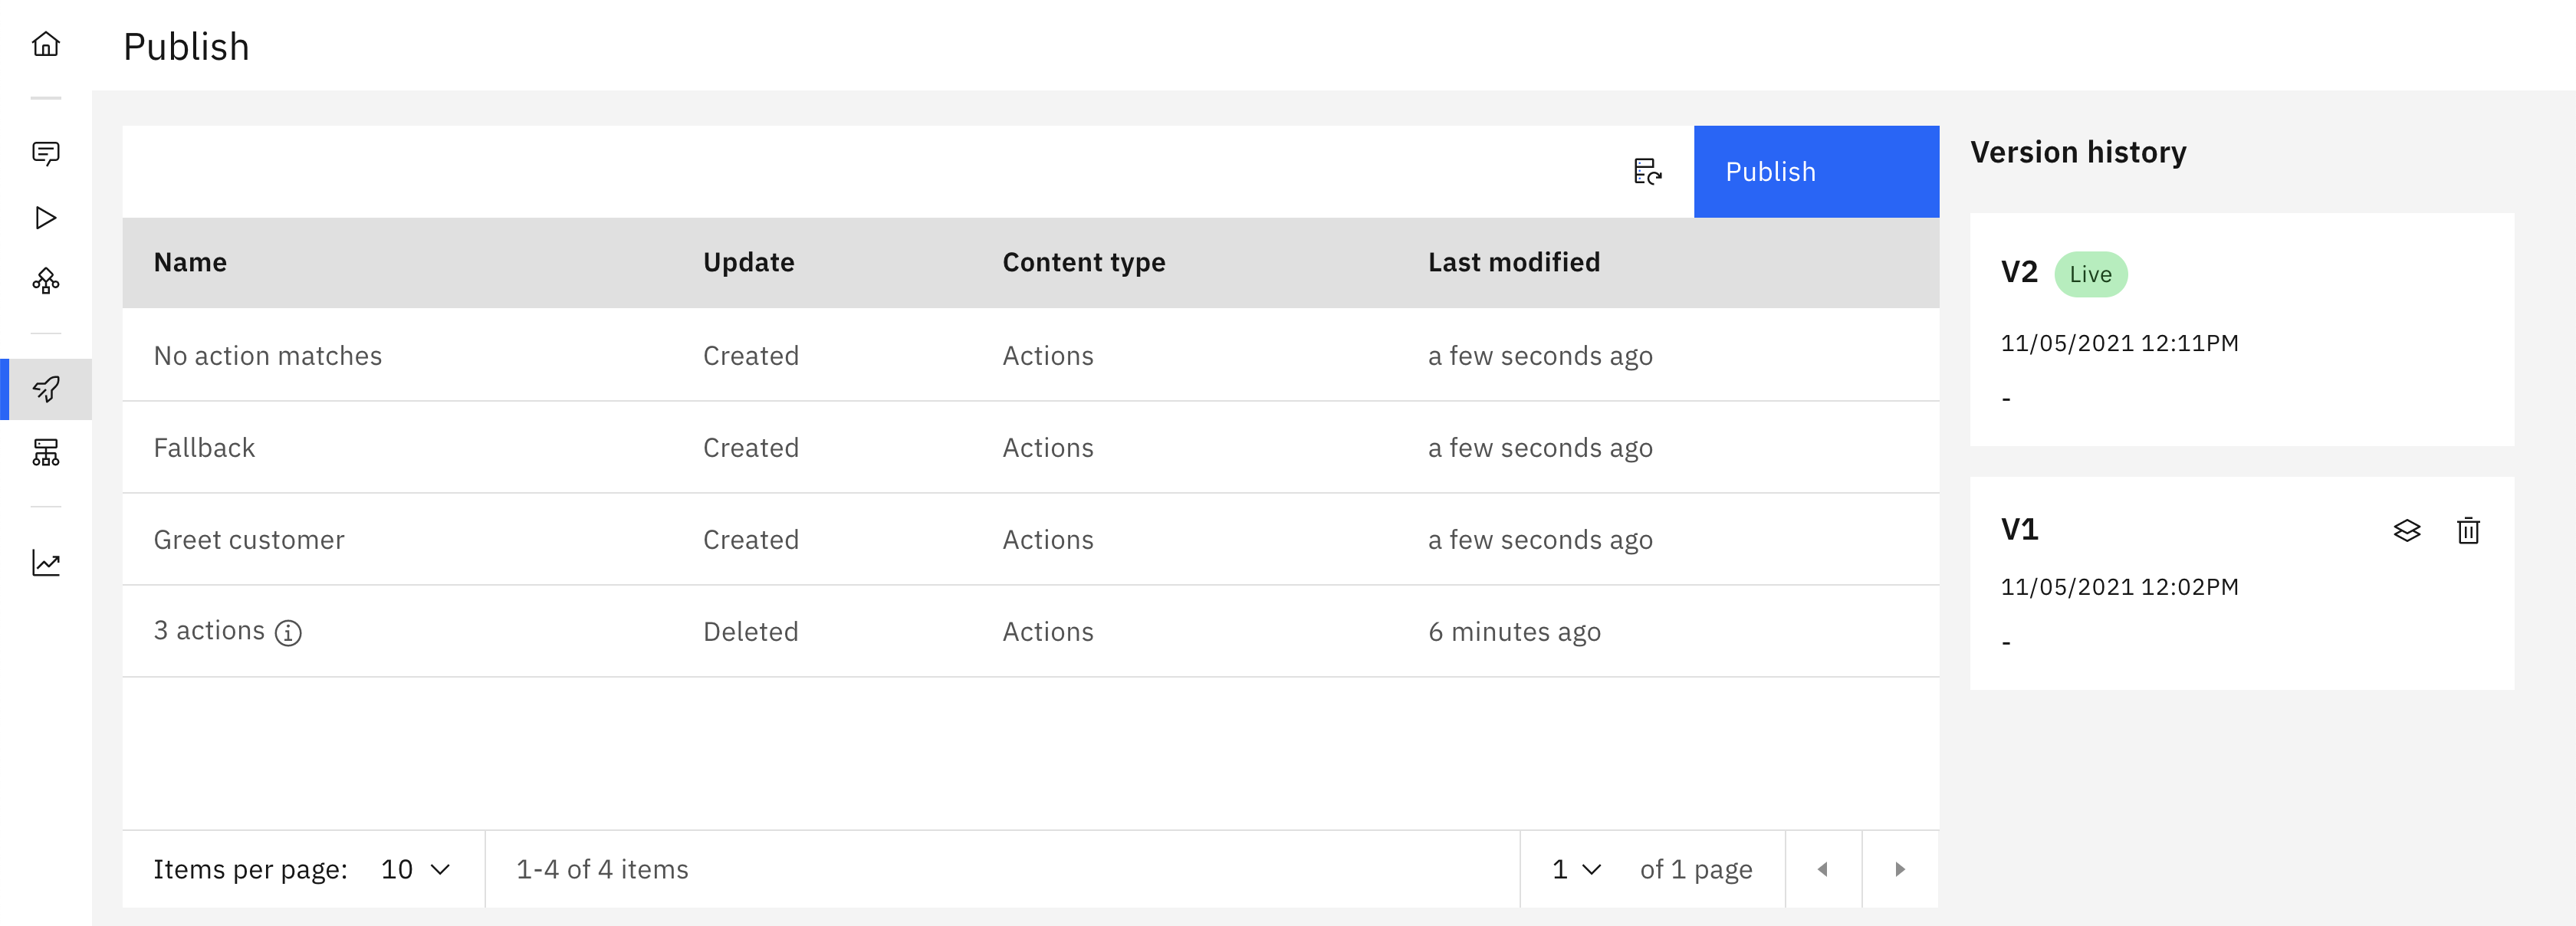 Publish
Publish
Name Update Content type Last modified
No action matches Created Actions a few seconds ago
Fallback Created Actions a few seconds ago
Greet customer Created Actions a few seconds ago
3 actions Deleted Actions 6 minutes ago
Items per page: 10 1-4 of 4 items 1 of 1 page
Version history
V2 Live
11/05/2021 12:11PM
-
V1
11/05/2021 12:02PM
-